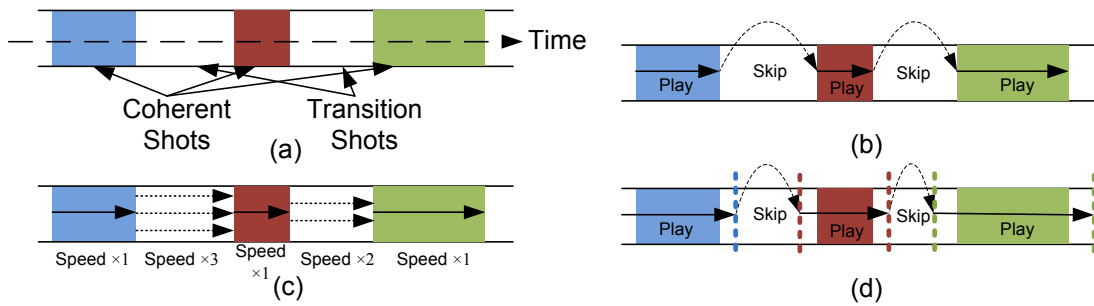 Time
Coherent
Shots
Transition
Shots
(a)
Play
Skip
Play
Skip
Play
(b)
Speed ×1
Speed ×3
Speed
×1
Speed ×2
Speed ×1
(c)
Play
Skip
Play
Skip
Play
(d)